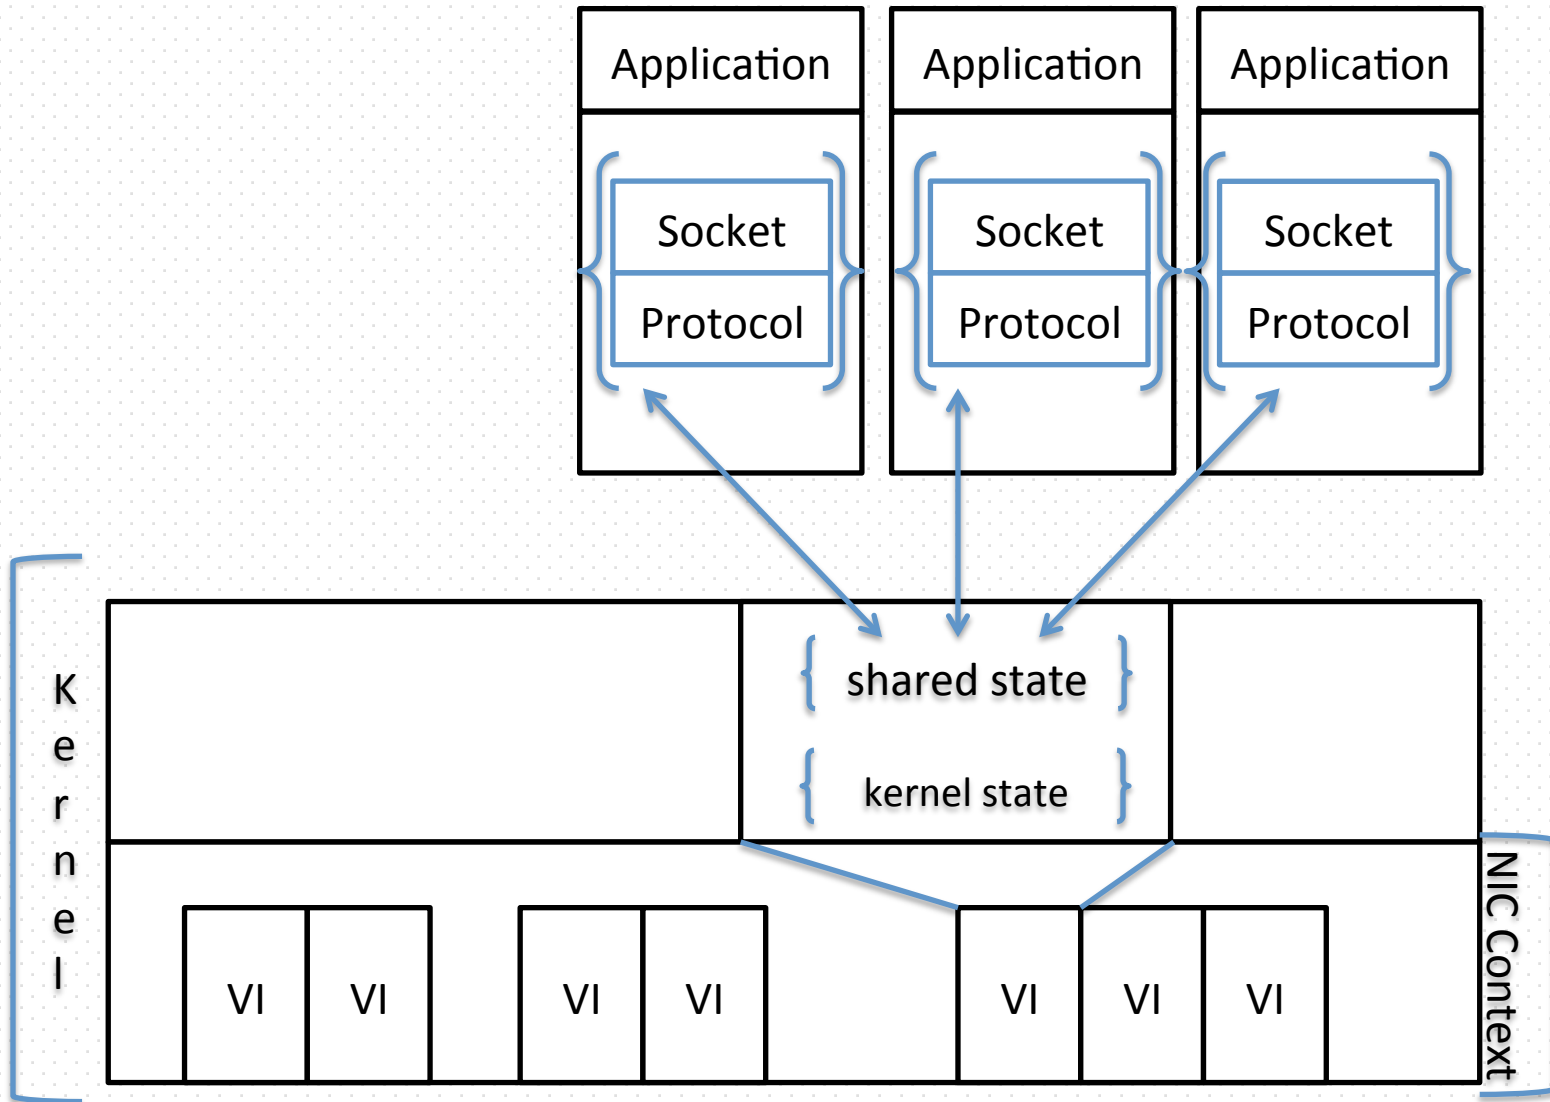 Application Application Application
Socket Socket Socket
Protocol Protocol Protocol
Kernel
shared state
kernel state
NIC Context
VI VI VI VI VI VI VI